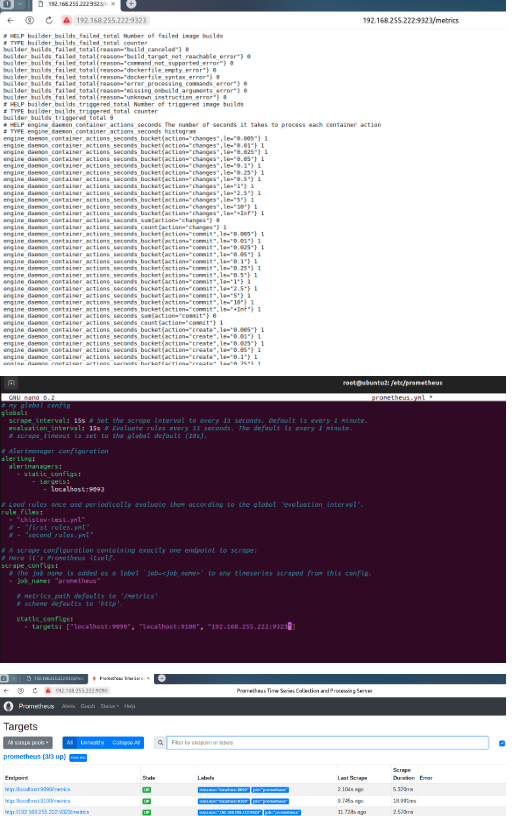 192.168.255.222:9323/m
192.168.255.222:9323
192.168.255.222:9323/metrics
# HELP builder_builds_failed_total Number of failed image builds
# TYPE builder_builds_failed_total counter
builder_builds_failed_total{reason="build_canceled"} 0
builder_builds_failed_total{reason="build_target_not_reachable_error"} 0
builder_builds_failed_total{reason="command_not_supported_error"} 0
builder_builds_failed_total{reason="dockerfile_empty_error"} 0
builder_builds_failed_total{reason="dockerfile_syntax_error"} 0
builder_builds_failed_total{reason="error_processing_commands_error"} 0
builder_builds_failed_total{reason="missing_onbuild_arguments_error"} 0
builder_builds_failed_total{reason="unknown_instruction_error"} 0
# HELP builder_builds_triggered_total Number of triggered image builds
# TYPE builder_builds_triggered_total counter
builder_builds_triggered_total 0
# HELP engine_daemon_container_actions_seconds The number of seconds it takes to process each container action
# TYPE engine_daemon_container_actions_seconds histogram
engine_daemon_container_actions_seconds_bucket{action="changes",le="0.005"} 1
engine_daemon_container_actions_seconds_bucket{action="changes",le="0.01"} 1
engine_daemon_container_actions_seconds_bucket{action="changes",le="0.025"} 1
engine_daemon_container_actions_seconds_bucket{action="changes",le="0.05"} 1
engine_daemon_container_actions_seconds_bucket{action="changes",le="0.1"} 1
engine_daemon_container_actions_seconds_bucket{action="changes",le="0.25"} 1
engine_daemon_container_actions_seconds_bucket{action="changes",le="0.5"} 1
engine_daemon_container_actions_seconds_bucket{action="changes",le="1"} 1
engine_daemon_container_actions_seconds_bucket{action="changes",le="2.5"} 1
engine_daemon_container_actions_seconds_bucket{action="changes",le="5"} 1
engine_daemon_container_actions_seconds_bucket{action="changes",le="10"} 1
engine_daemon_container_actions_seconds_bucket{action="changes",le="+Inf"} 1
engine_daemon_container_actions_seconds_sum{action="changes"} 0
engine_daemon_container_actions_seconds_count{action="changes"} 1
engine_daemon_container_actions_seconds_bucket{action="commit",le="0.005"} 1
engine_daemon_container_actions_seconds_bucket{action="commit",le="0.01"} 1
engine_daemon_container_actions_seconds_bucket{action="commit",le="0.025"} 1
engine_daemon_container_actions_seconds_bucket{action="commit",le="0.05"} 1
engine_daemon_container_actions_seconds_bucket{action="commit",le="0.1"} 1
engine_daemon_container_actions_seconds_bucket{action="commit",le="0.25"} 1
engine_daemon_container_actions_seconds_bucket{action="commit",le="0.5"} 1
engine_daemon_container_actions_seconds_bucket{action="commit",le="1"} 1
engine_daemon_container_actions_seconds_bucket{action="commit",le="2.5"} 1
engine_daemon_container_actions_seconds_bucket{action="commit",le="5"} 1
engine_daemon_container_actions_seconds_bucket{action="commit",le="10"} 1
engine_daemon_container_actions_seconds_bucket{action="commit",le="+Inf"} 1
engine_daemon_container_actions_seconds_sum{action="commit"} 0
engine_daemon_container_actions_seconds_count{action="commit"} 1
engine_daemon_container_actions_seconds_bucket{action="create",le="0.005"} 1
engine_daemon_container_actions_seconds_bucket{action="create",le="0.01"} 1
engine_daemon_container_actions_seconds_bucket{action="create",le="0.025"} 1
engine_daemon_container_actions_seconds_bucket{action="create",le="0.05"} 1
engine_daemon_container_actions_seconds_bucket{action="create",le="0.1"} 1
engine_daemon_container_actions_seconds_bucket{action="create",le="0.25"} 1
root@ubuntu2: /etc/prometheus
GNU nano 6.2 prometheus.yml *
# my global config
global:
scrape_interval: 15s # Set the scrape interval to every 15 seconds. Default is every 1 minute.
evaluation_interval: 15s # Evaluate rules every 15 seconds. The default is every 1 minute.
# scrape_timeout is set to the global default (10s).
# Alertmanager configuration
alerting:
alertmanagers:
- static_configs:
- targets:
- localhost:9093
# Load rules once and periodically evaluate them according to the global 'evaluation_interval'.
rule_files:
- "chistov-test.yml"
# - "first_rules.yml"
# - "second_rules.yml"
# A scrape configuration containing exactly one endpoint to scrape:
# Here it's Prometheus itself.
scrape_configs:
# The job name is added as a label `job=<job_name>` to any timeseries scraped from this config.
- job_name: "prometheus"
# metrics_path defaults to '/metrics'
# scheme defaults to 'http'.
static_configs:
- targets: ["localhost:9090", "localhost:9100", "192.168.255.222:9323"]
Prometheus Time Seri
192.168.255.222:9090
Prometheus Time Series Collection and Processing Server
Prometheus Alerts Graph Status Help
Targets
All scrape pools All Unhealthy Collapse All Filter by endpoint or labels
prometheus (3/3 up) show less
Endpoint State Labels Last Scrape Scrape Duration Error
http://localhost:9090/metrics UP instance="localhost:9090" job="prometheus" 2.104s ago 5.370ms
http://localhost:9100/metrics UP instance="localhost:9100" job="prometheus" 9.745s ago 18.991ms
http://192.168.255.222:9323/metrics UP instance="192.168.255.222:9323" job="prometheus" 11.728s ago 2.570ms